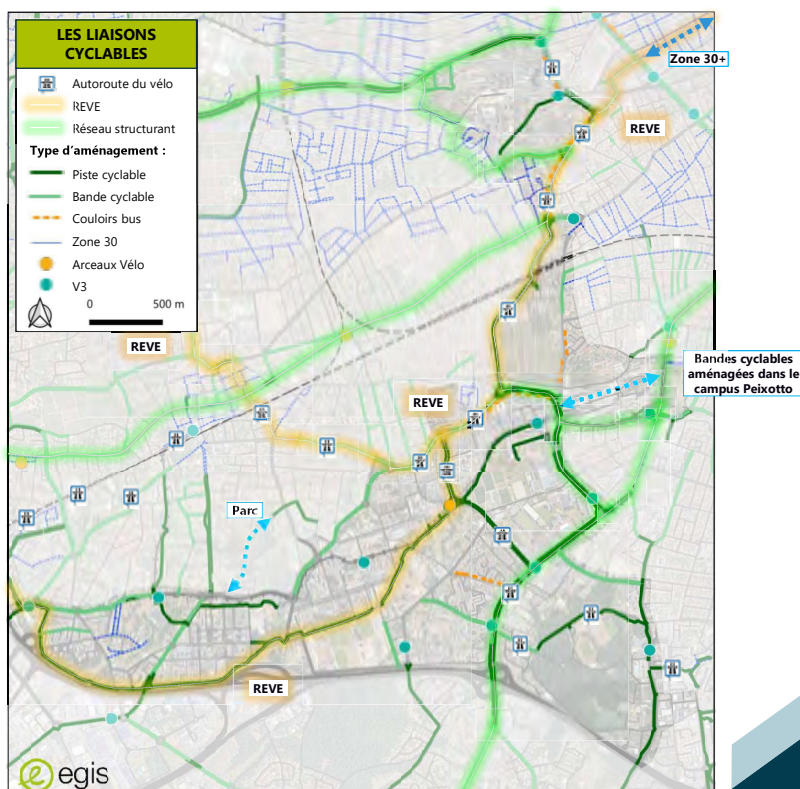 LES LIAISONS
CYCLABLES
Autoroute du vélo
REVE
Réseau structurant
Type d'aménagement :
Piste cyclable
Bande cyclable
Couloirs bus
Zone 30
Arceaux Vélo
V3
0 500 m
Zone 30+
REVE
REVE
Bandes cyclables
aménagées dans le
campus Peixotto
REVE
Parc
REVE
egis